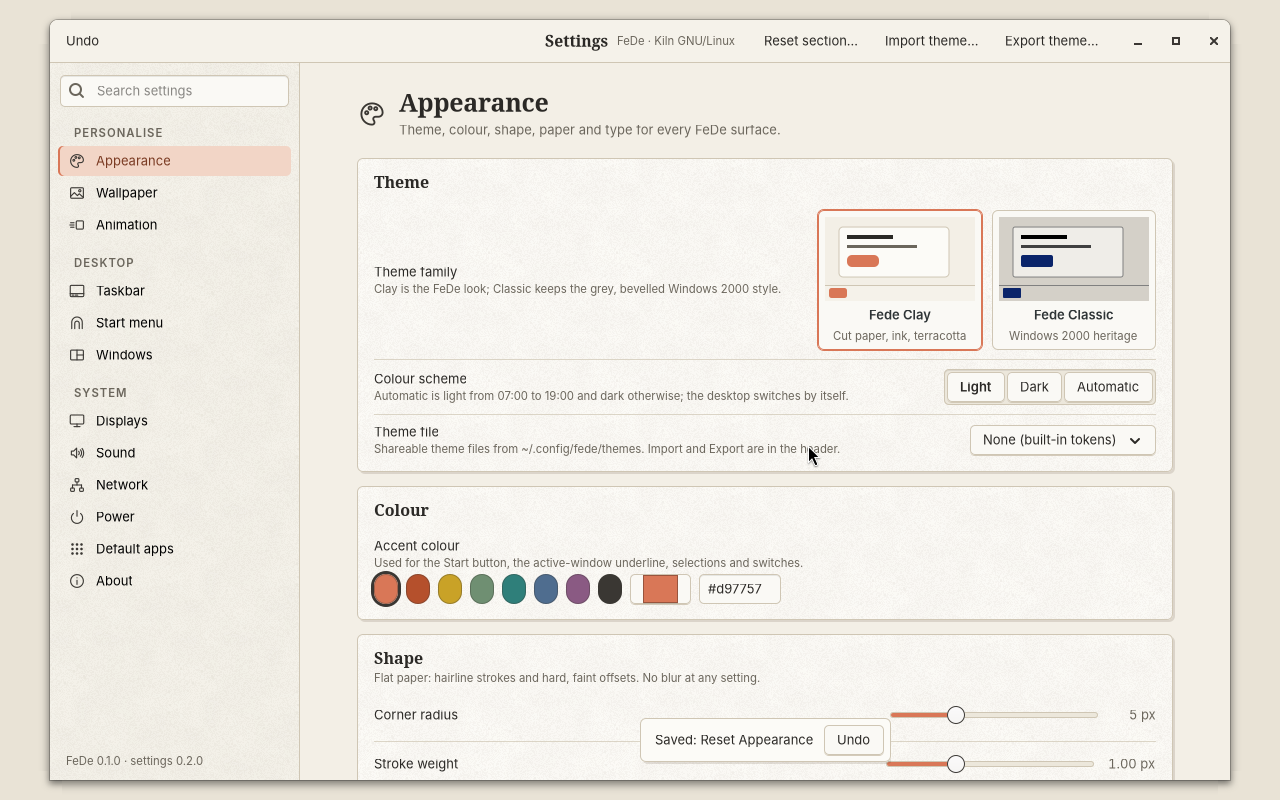 Undo
Settings FeDe · Kiln GNU/Linux
Reset section...
Import theme...
Export theme...
Search settings
PERSONALISE
Appearance
Wallpaper
Animation
DESKTOP
Taskbar
Start menu
Windows
SYSTEM
Displays
Sound
Network
Power
Default apps
About
FeDe 0.1.0 · settings 0.2.0
Appearance
Theme, colour, shape, paper and type for every FeDe surface.
Theme
Theme family
Clay is the FeDe look; Classic keeps the grey, bevelled Windows 2000 style.
Fede Clay
Cut paper, ink, terracotta
Fede Classic
Windows 2000 heritage
Colour scheme
Automatic is light from 07:00 to 19:00 and dark otherwise; the desktop switches by itself.
Light Dark Automatic
Theme file
Shareable theme files from ~/.config/fede/themes. Import and Export are in the header.
None (built-in tokens)
Colour
Accent colour
Used for the Start button, the active-window underline, selections and switches.
#d97757
Shape
Flat paper: hairline strokes and hard, faint offsets. No blur at any setting.
Corner radius
5 px
Saved: Reset Appearance Undo
Stroke weight
1.00 px